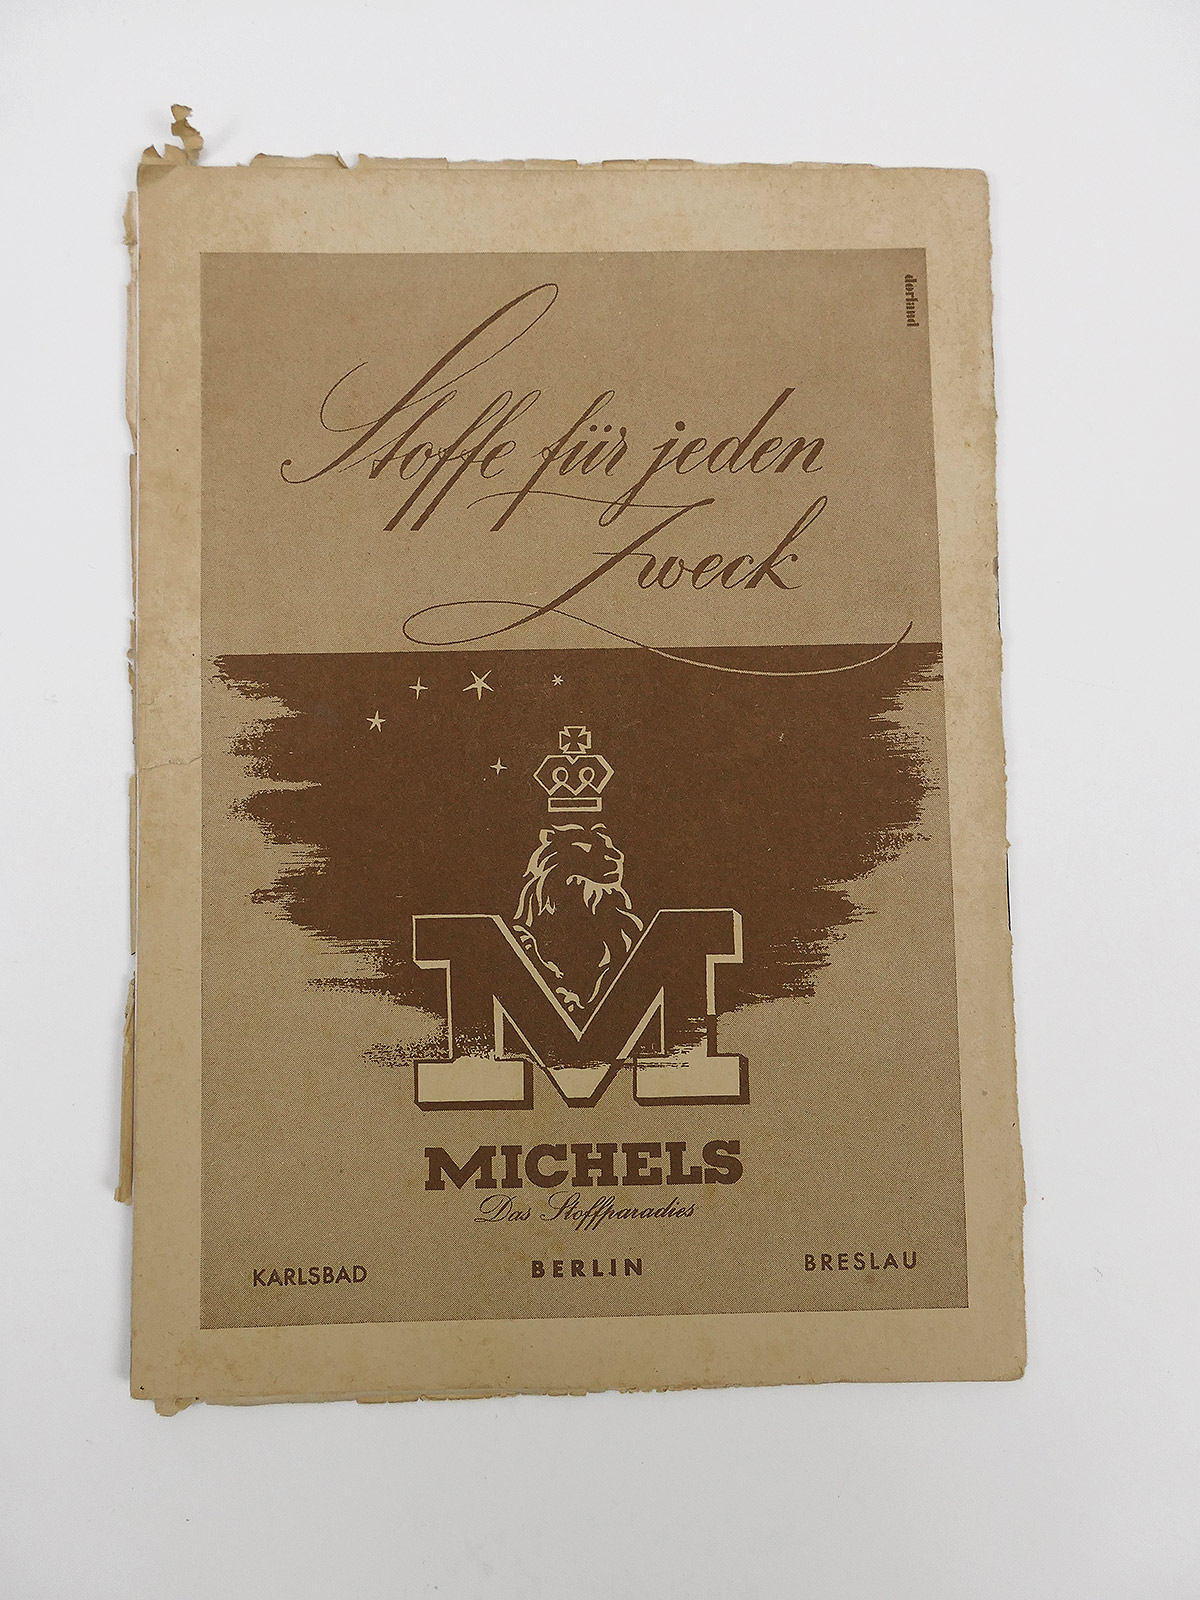 dorland
Stoffe für jeden
Zweck
M
MICHELS
Das Stoffparadies
KARLSBAD BERLIN BRESLAU